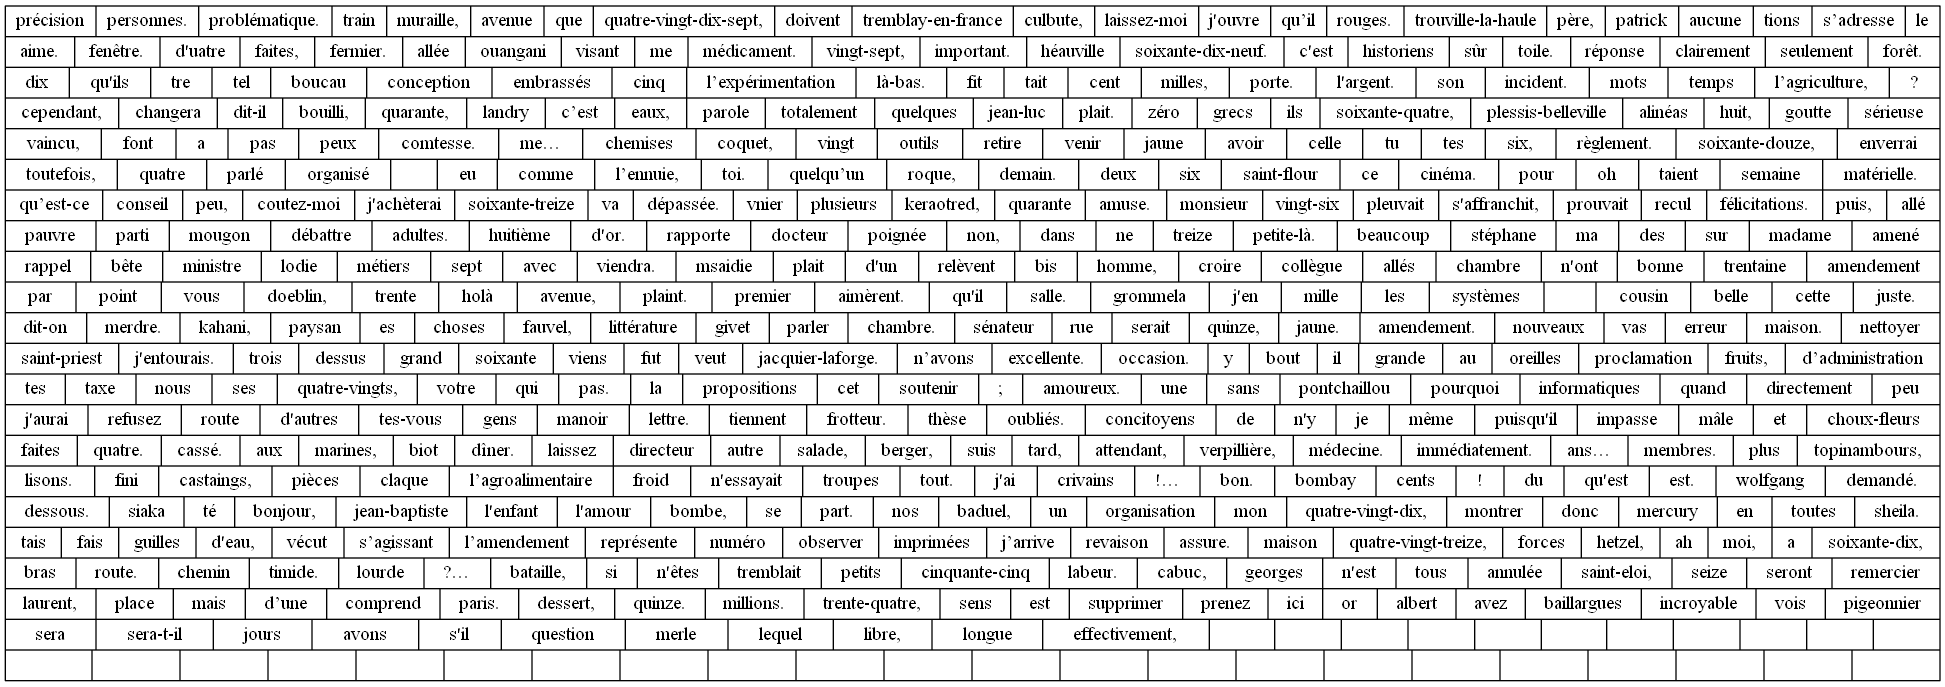 précision personnes. problématique. train muraille, avenue que quatre-vingt-dix-sept, doivent tremblay-en-france culbute, laissez-moi j'ouvre qu’il rouges. trouville-la-haule père, patrick aucune tions s’adresse le
aime. fenêtre. d'uatre faites, fermier. allée ouangani visant me médicament. vingt-sept, important. héauville soixante-dix-neuf. c'est historiens sûr toile. réponse clairement seulement forêt.
dix qu'ils tre tel boucau conception embrassés cinq l’expérimentation là-bas. fit tait cent milles, porte. l'argent. son incident. mots temps l’agriculture, ?
cependant, changera dit-il bouilli, quarante, landry c’est eaux, parole totalement quelques jean-luc plait. zéro grecs ils soixante-quatre, plessis-belleville alinéas huit, goutte sérieuse
vaincu, font a pas peux comtesse. me… chemises coquet, vingt outils retire venir jaune avoir celle tu tes six, règlement. soixante-douze, enverrai
toutefois, quatre parlé organisé eu comme l’ennuie, toi. quelqu’un roque, demain. deux six saint-flour ce cinéma. pour oh taient semaine matérielle.
qu’est-ce conseil peu, coutez-moi j'achèterai soixante-treize va dépassée. vnier plusieurs keraotred, quarante amuse. monsieur vingt-six pleuvait s'affranchit, prouvait recul félicitations. puis, allé
pauvre parti mougon débattre adultes. huitième d'or. rapporte docteur poignée non, dans ne treize petite-là. beaucoup stéphane ma des sur madame amené
rappel bête ministre lodie métiers sept avec viendra. msaidie plait d'un relèvent bis homme, croire collègue allés chambre n'ont bonne trentaine amendement
par point vous doeblin, trente holà avenue, plaint. premier aimèrent. qu'il salle. grommela j'en mille les systèmes cousin belle cette juste.
dit-on merdre. kahani, paysan es choses fauvel, littérature givet parler chambre. sénateur rue serait quinze, jaune. amendement. nouveaux vas erreur maison. nettoyer
saint-priest j'entourais. trois dessus grand soixante viens fut veut jacquier-laforge. n’avons excellente. occasion. y bout il grande au oreilles proclamation fruits, d’administration
tes taxe nous ses quatre-vingts, votre qui pas. la propositions cet soutenir ; amoureux. une sans pontchaillou pourquoi informatiques quand directement peu
j'aurai refusez route d'autres tes-vous gens manoir lettre. tiennent frotteur. thèse oubliés. concitoyens de n'y je même puisqu'il impasse mâle et choux-fleurs
faites quatre. cassé. aux marines, biot dîner. laissez directeur autre salade, berger, suis tard, attendant, verpillière, médecine. immédiatement. ans… membres. plus topinambours,
lisons. fini castaings, pièces claque l’agroalimentaire froid n'essayait troupes tout. j'ai crivains !… bon. bombay cents ! du qu'est est. wolfgang demandé.
dessous. siaka té bonjour, jean-baptiste l'enfant l'amour bombe, se part. nos baduel, un organisation mon quatre-vingt-dix, montrer donc mercury en toutes sheila.
tais fais guilles d'eau, vécut s’agissant l’amendement représente numéro observer imprimées j’arrive revaison assure. maison quatre-vingt-treize, forces hetzel, ah moi, a soixante-dix,
bras route. chemin timide. lourde ?… bataille, si n'êtes tremblait petits cinquante-cinq labeur. cabuc, georges n'est tous annulée saint-eloi, seize seront remercier
laurent, place mais d’une comprend paris. dessert, quinze. millions. trente-quatre, sens est supprimer prenez ici or albert avez baillargues incroyable vois pigeonnier
sera sera-t-il jours avons s'il question merle lequel libre, longue effectivement,